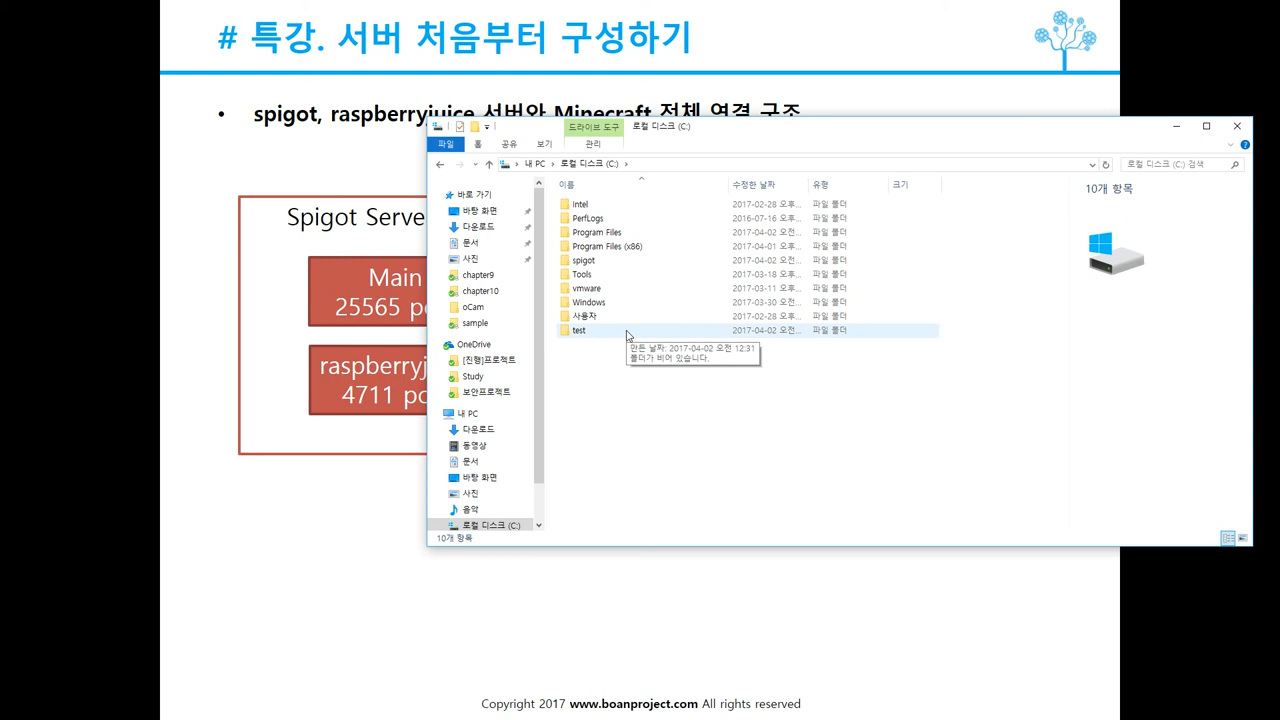 # 특강. 서버 처음부터 구성하기
• spigot, raspberryjuice 서버와 Minecraft 전체 연결 구조
Spigot Serve
Main
25565 po
raspberryj
4711 po
드라이브 도구
로컬 디스크 (C:)
파일
홈
공유
보기
관리
내 PC > 로컬 디스크 (C:) >
로컬 디스크 (C:) 검색
바로 가기
바탕 화면
다운로드
문서
사진
chapter9
chapter10
oCam
sample
OneDrive
[진행]프로젝트
Study
보안프로젝트
내 PC
다운로드
동영상
문서
바탕 화면
사진
음악
로컬 디스크 (C:)
이름 수정한 날짜 유형 크기
Intel 2017-02-28 오후... 파일 폴더
PerfLogs 2016-07-16 오후... 파일 폴더
Program Files 2017-04-02 오전... 파일 폴더
Program Files (x86) 2017-04-01 오후... 파일 폴더
spigot 2017-04-02 오전... 파일 폴더
Tools 2017-03-18 오후... 파일 폴더
vmware 2017-03-11 오후... 파일 폴더
Windows 2017-03-30 오전... 파일 폴더
사용자 2017-02-28 오후... 파일 폴더
test 2017-04-02 오전... 파일 폴더
만든 날짜: 2017-04-02 오전 12:31
폴더가 비어 있습니다.
10개 항목
10개 항목
Copyright 2017 www.boanproject.com All rights reserved